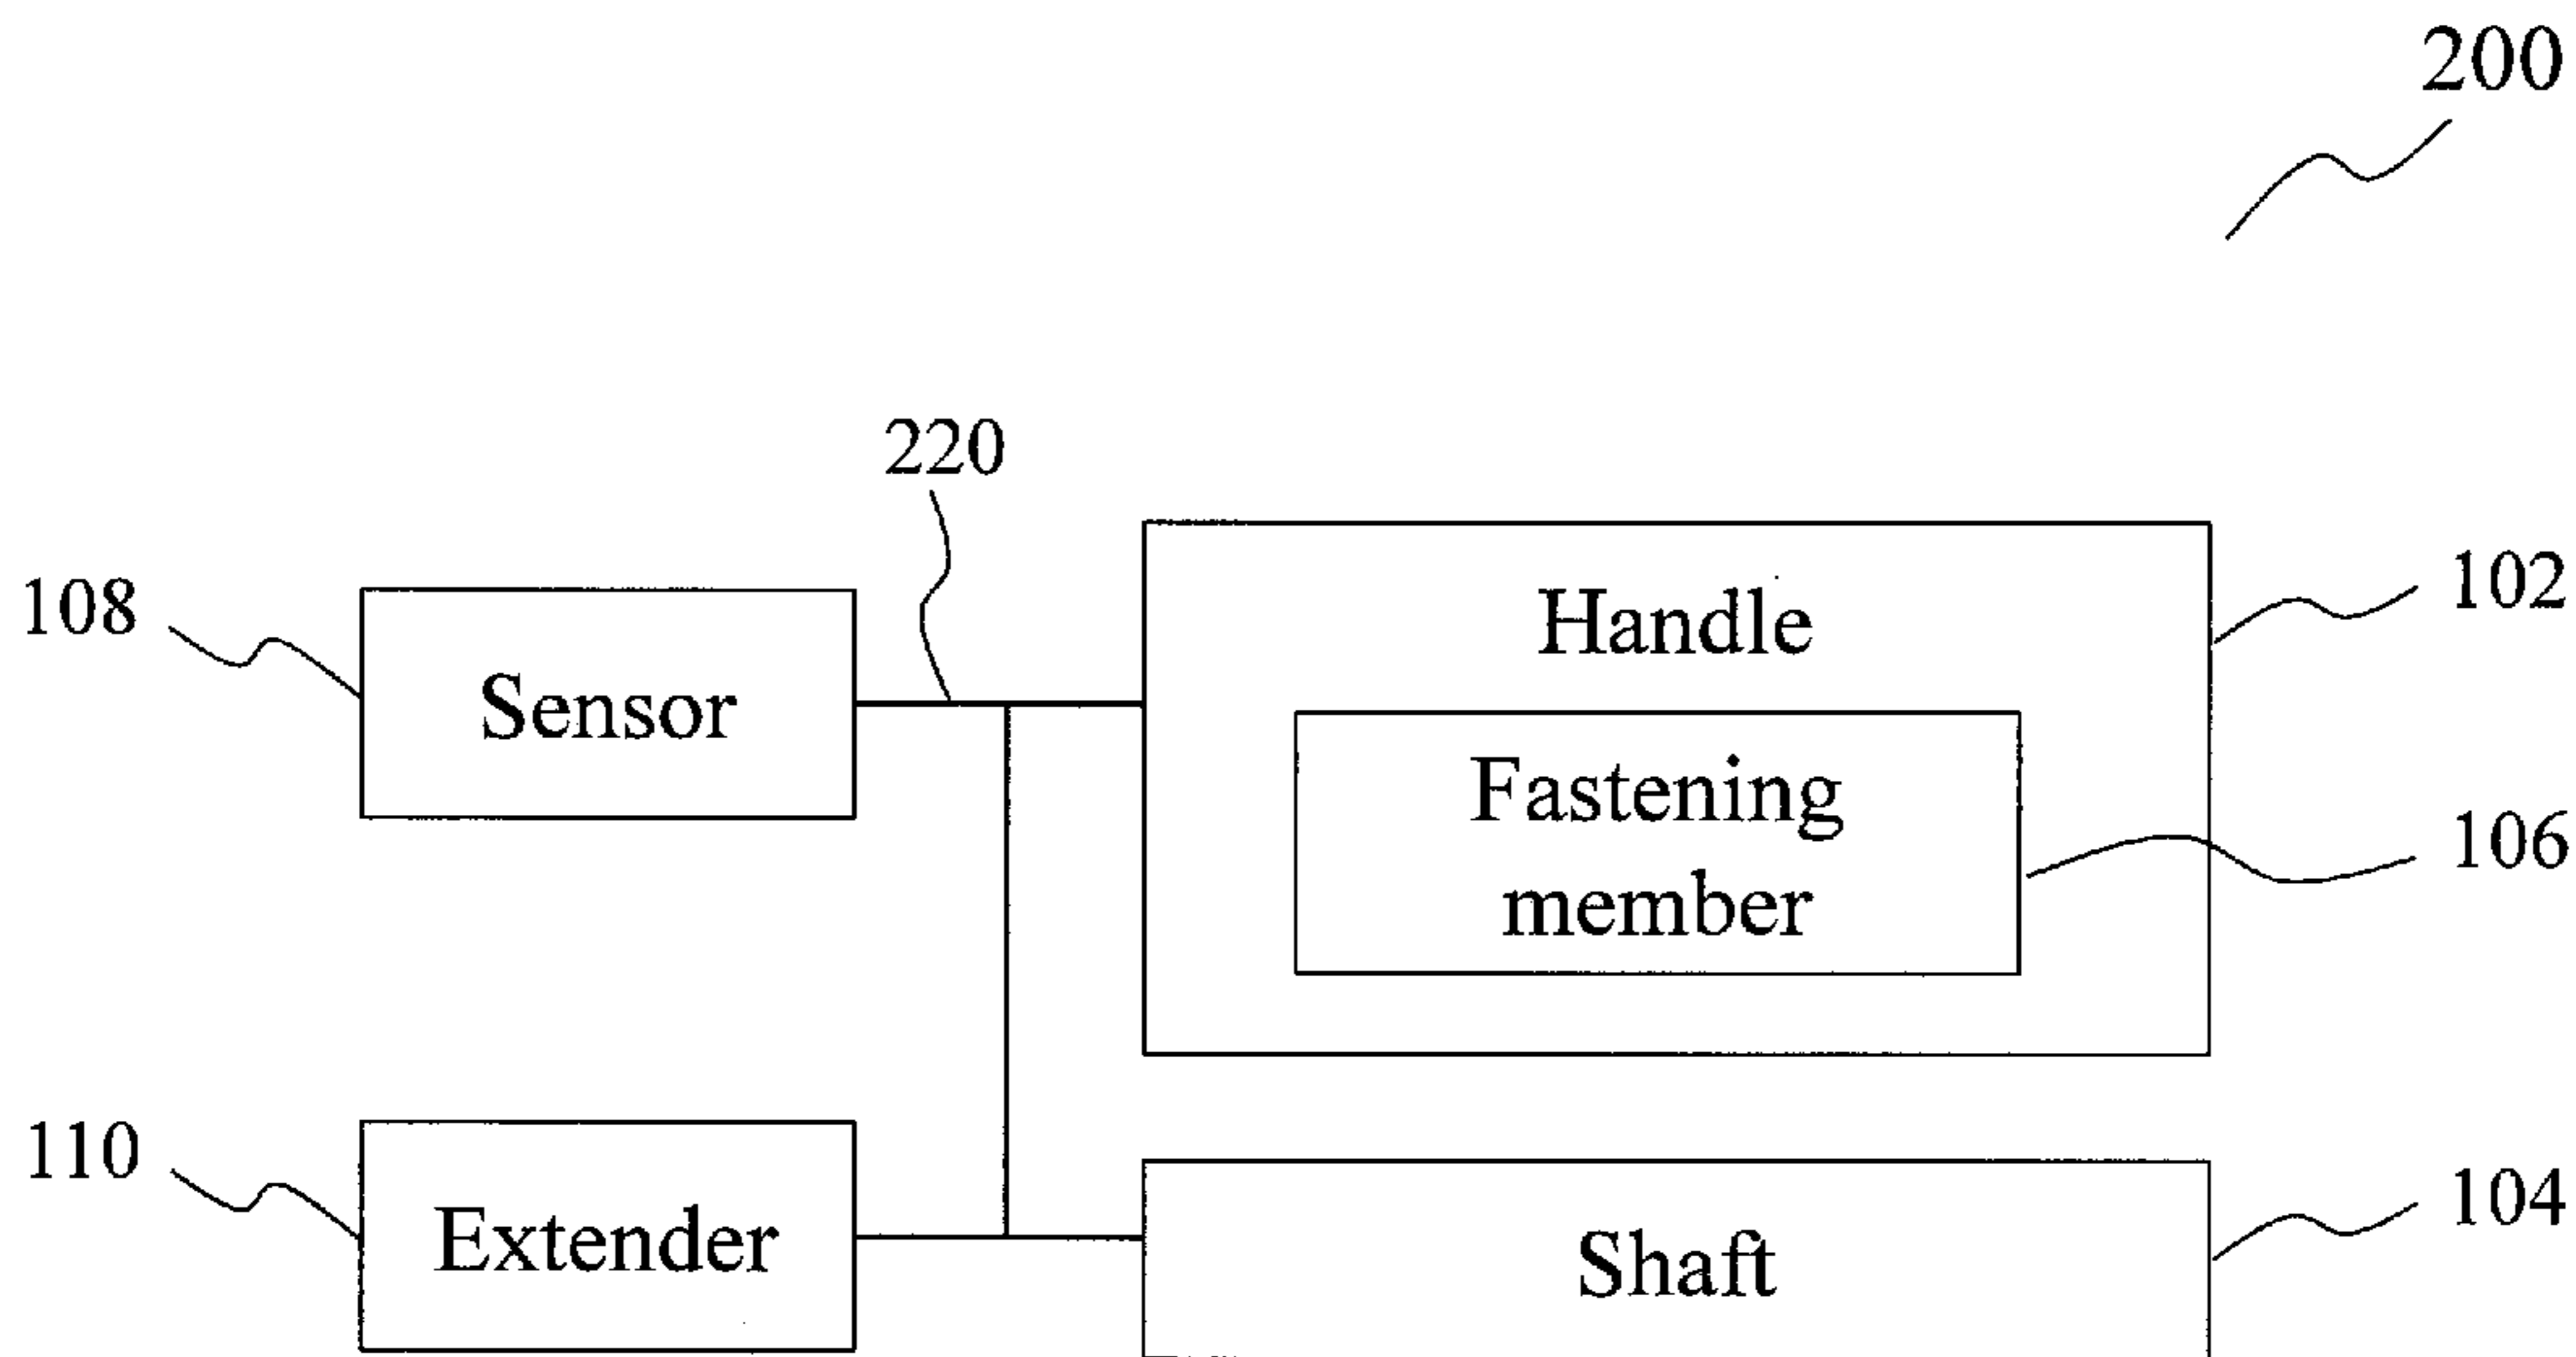 200
220
108
Sensor
Handle
102
Fastening
member
106
110
Extender
Shaft
104